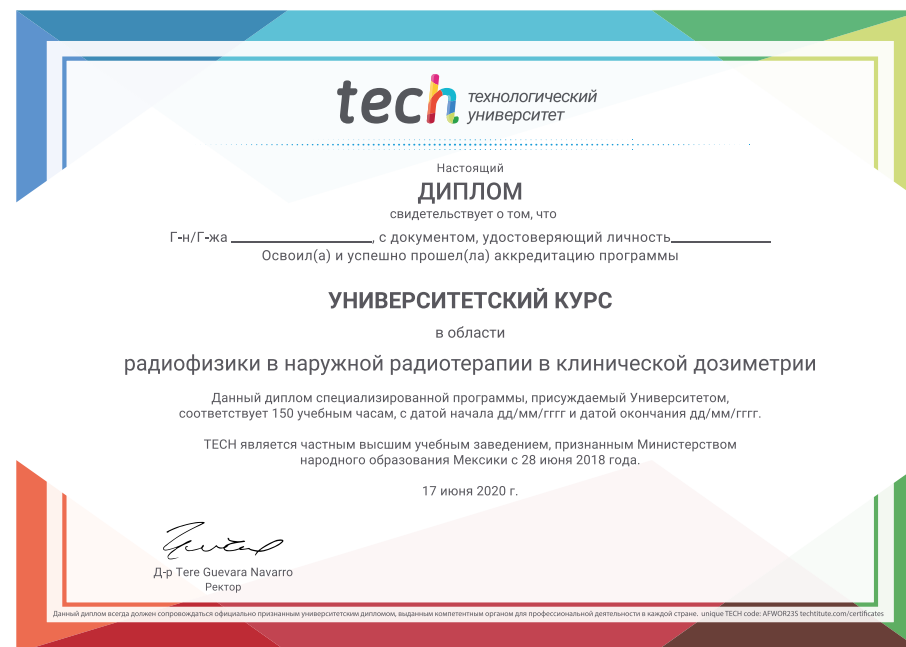 tech технологический университет
Настоящий
ДИПЛОМ
свидетельствует о том, что
Г-н/Г-жа ____________________, с документом, удостоверяющий личность______________
Освоил(а) и успешно прошел(ла) аккредитацию программы
УНИВЕРСИТЕТСКИЙ КУРС
в области
радиофизики в наружной радиотерапии в клинической дозиметрии
Данный диплом специализированной программы, присуждаемый Университетом,
соответствует 150 учебным часам, с датой начала дд/мм/гггг и датой окончания дд/мм/гггг.
TECH является частным высшим учебным заведением, признанным Министерством
народного образования Мексики с 28 июня 2018 года.
17 июня 2020 г.
Д-р Tere Guevara Navarro
Ректор
Данный диплом всегда должен сопровождаться официально признанным университетским дипломом, выданным компетентным органом для профессиональной деятельности в каждой стране. unique TECH code: AFWOR23S techtitute.com/certificates